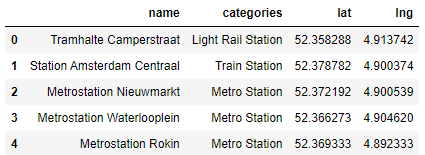 name categories lat lng
0 Tramhalte Camperstraat Light Rail Station 52.358288 4.913742
1 Station Amsterdam Centraal Train Station 52.378782 4.900374
2 Metrostation Nieuwmarkt Metro Station 52.372192 4.900539
3 Metrostation Waterlooplein Metro Station 52.366273 4.904620
4 Metrostation Rokin Metro Station 52.369333 4.892333